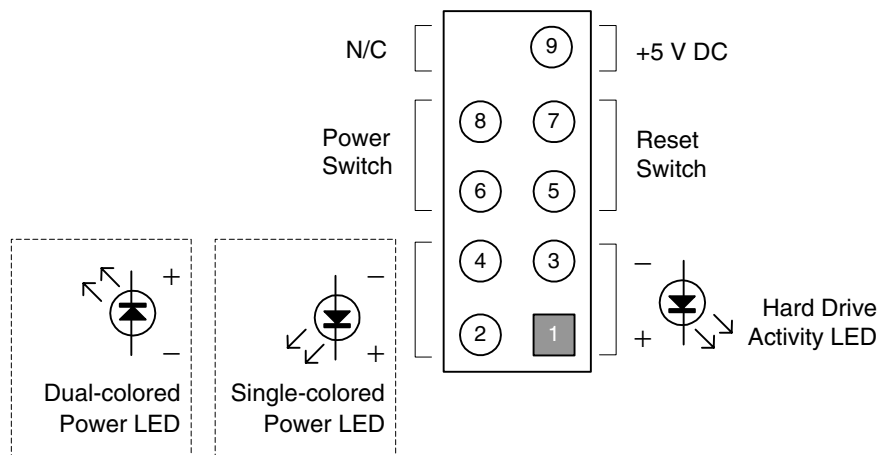 N/C
9
+5 V DC
8
7
Power
Switch
Reset
Switch
6
5
4
3
+
−
−
Hard Drive
Activity LED
2
1
−
+
+
Dual-colored
Power LED
Single-colored
Power LED